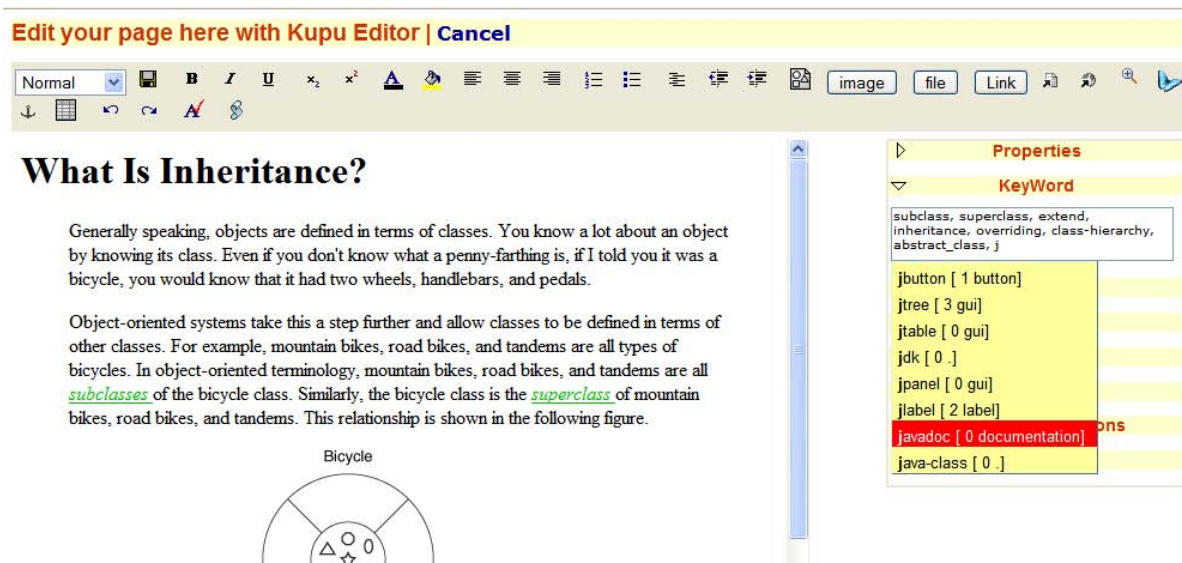 Edit your page here with Kupu Editor | Cancel
Normal B I U x₂ x² A image file Link
A
What Is Inheritance?
Generally speaking, objects are defined in terms of classes. You know a lot about an object
by knowing its class. Even if you don't know what a penny-farthing is, if I told you it was a
bicycle, you would know that it had two wheels, handlebars, and pedals.
Object-oriented systems take this a step further and allow classes to be defined in terms of
other classes. For example, mountain bikes, road bikes, and tandems are all types of
bicycles. In object-oriented terminology, mountain bikes, road bikes, and tandems are all
subclasses of the bicycle class. Similarly, the bicycle class is the superclass of mountain
bikes, road bikes, and tandems. This relationship is shown in the following figure.
Bicycle
Properties
KeyWord
subclass, superclass, extend,
inheritance, overriding, class-hierarchy,
abstract_class, j
jbutton [ 1 button]
jtree [ 3 gui]
jtable [ 0 gui]
jdk [ 0 .]
jpanel [ 0 gui]
jlabel [ 2 label]
javadoc [ 0 documentation]
ons
java-class [ 0 .]